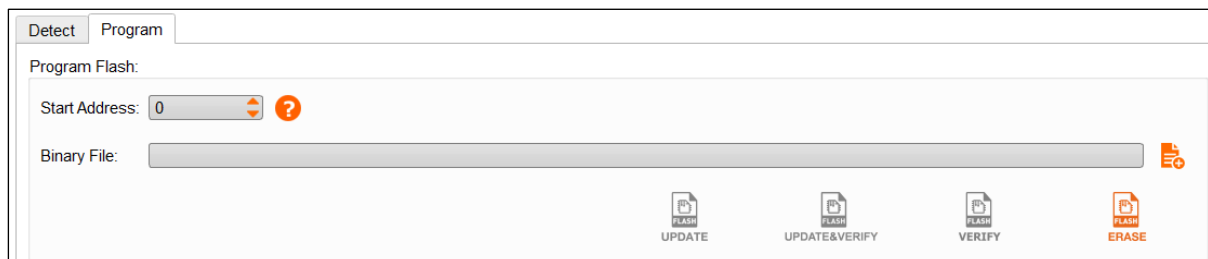 Detect Program
Program Flash:
Start Address: 0 ?
Binary File:
FLASH FLASH FLASH FLASH
UPDATE UPDATE&VERIFY VERIFY ERASE